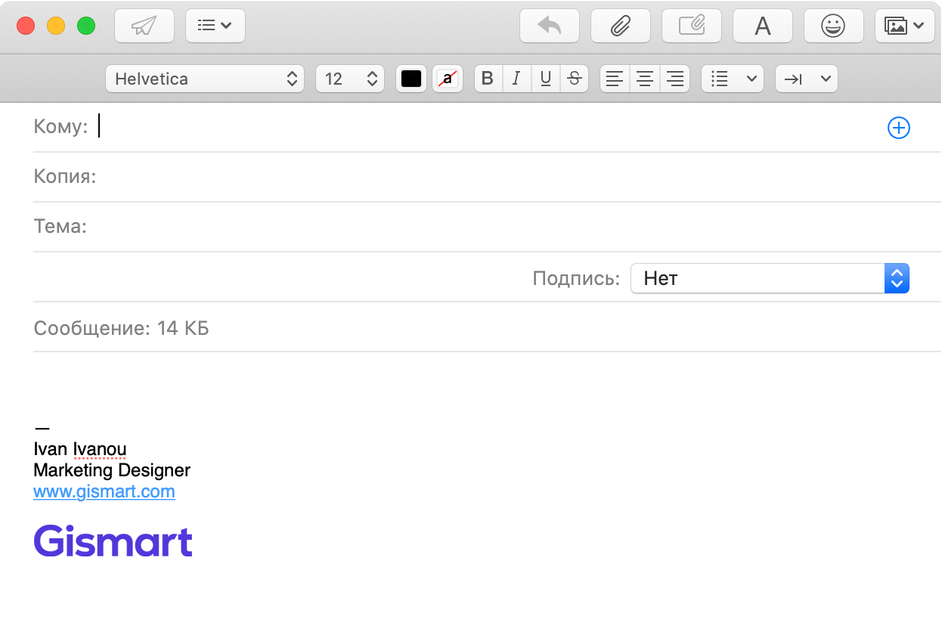 Helvetica 12 a B I U S
Кому:
Копия:
Тема:
Подпись: Нет
Сообщение: 14 КБ
—
Ivan Ivanou
Marketing Designer
www.gismart.com
Gismart